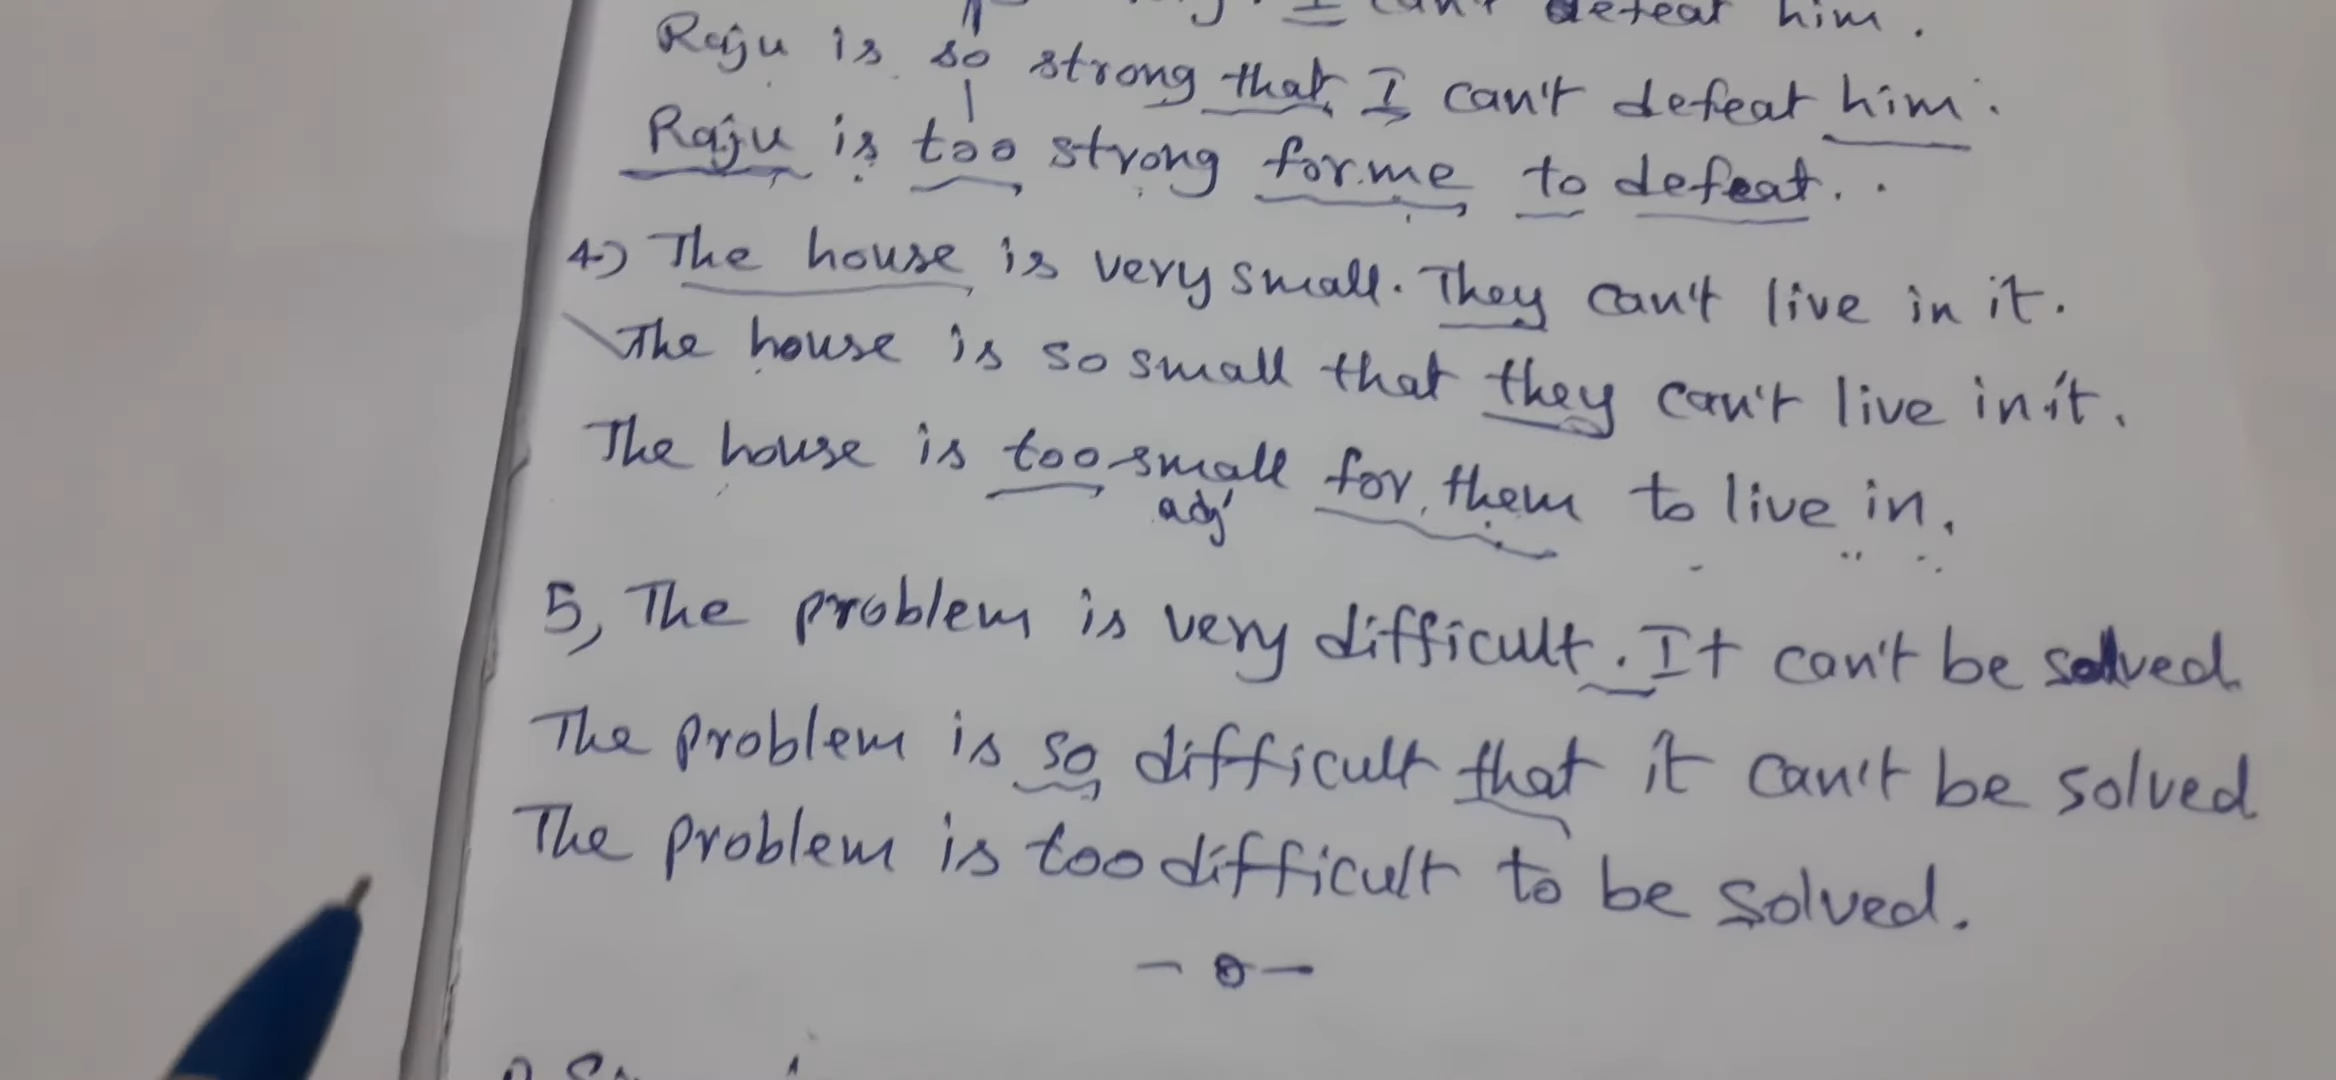 defeat him.
Raju is so strong that I can't defeat him.
Raju is too strong for me to defeat.
4) The house is very small. They can't live in it.
The house is so small that they can't live in it.
The house is too small for them to live in.
adj
5, The problem is very difficult. It can't be solved
The problem is so difficult that it can't be solved
The problem is too difficult to be solved.
-0-